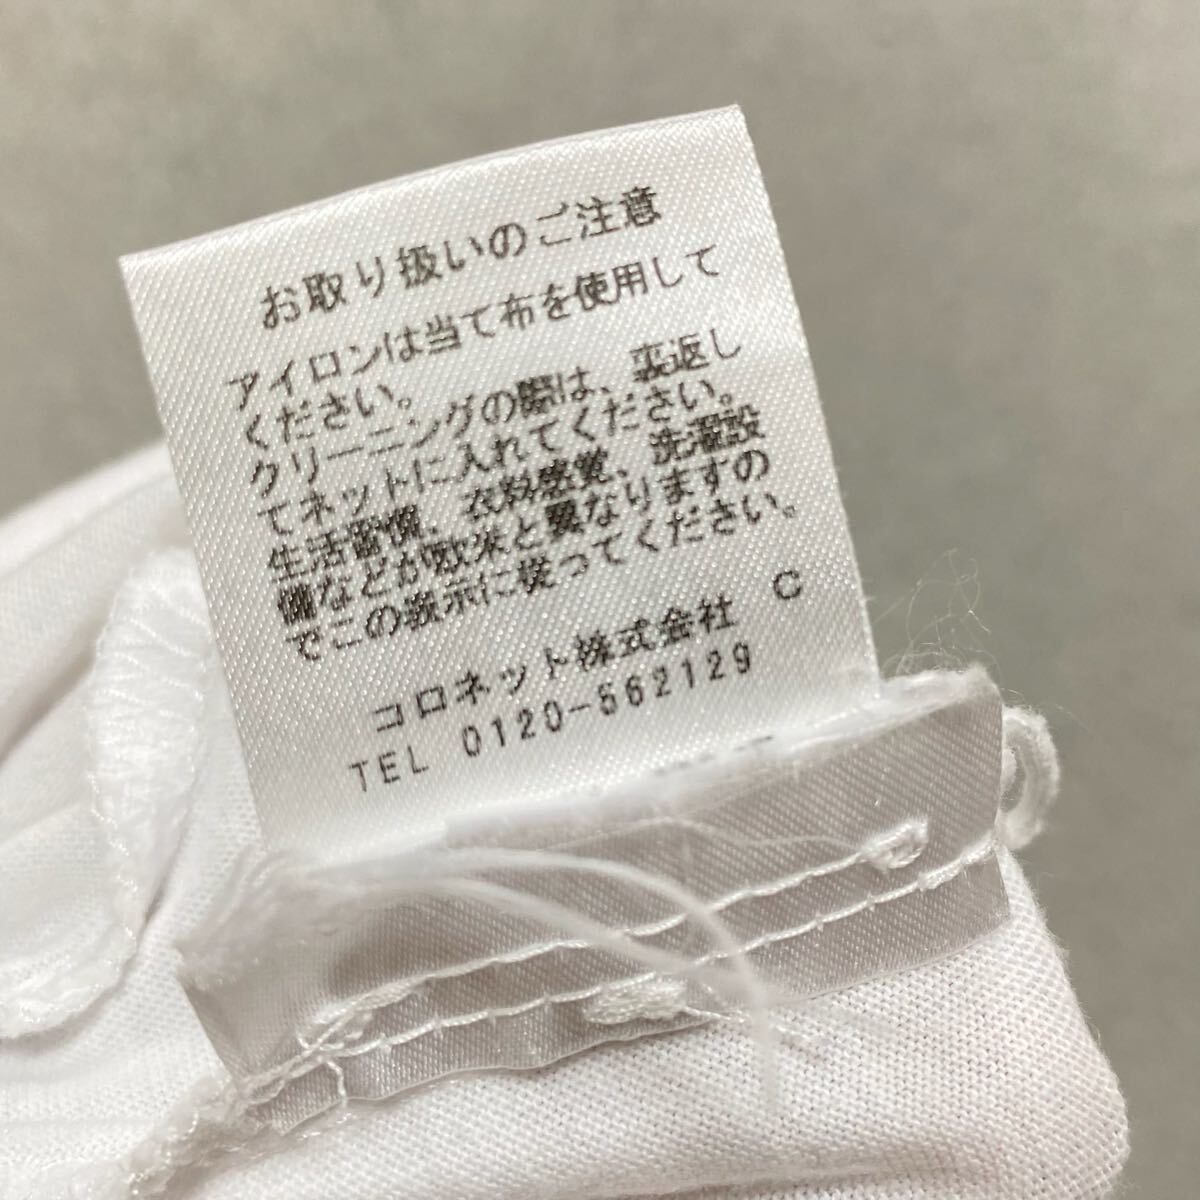 お取り扱いのご注意
アイロンは当て布を使用して
ください。
クリーニングの際は、裏返し
てネットに入れてください。
生活習慣、衣料感覚、洗濯設
備などが欧米と異なりますの
でこの表示に従ってください。
C
コロネット株式会社
TEL 0120-562129